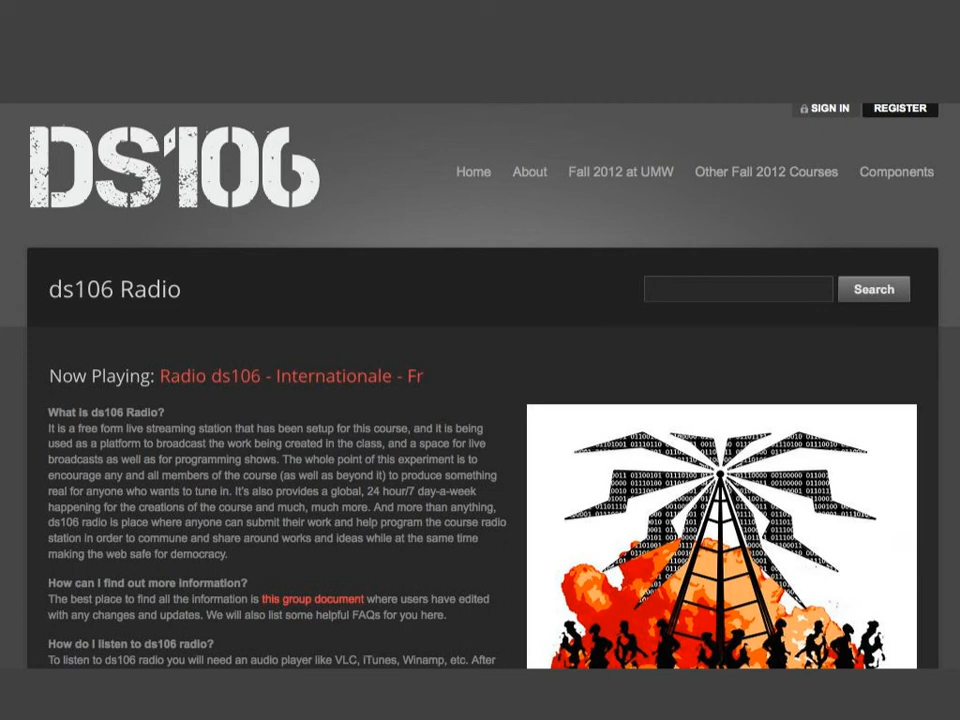 SIGN IN
REGISTER
DS106
Home
About
Fall 2012 at UMW
Other Fall 2012 Courses
Components
ds106 Radio
Search
Now Playing: Radio ds106 - Internationale - Fr
What is ds106 Radio?
It is a free form live streaming station that has been setup for this course, and it is being
used as a platform to broadcast the work being created in the class, and a space for live
broadcasts as well as for programming shows. The whole point of this experiment is to
encourage any and all members of the course (as well as beyond it) to produce something
real for anyone who wants to tune in. It's also provides a global, 24 hour/7 day-a-week
happening for the creations of the course and much, much more. And more than anything,
ds106 radio is place where anyone can submit their work and help program the course radio
station in order to commune and share around works and ideas while at the same time
making the web safe for democracy.
How can I find out more information?
The best place to find all the information is this group document where users have edited
with any changes and updates. We will also list some helpful FAQs for you here.
How do I listen to ds106 radio?
To listen to ds106 radio you will need an audio player like VLC, iTunes, Winamp, etc. After